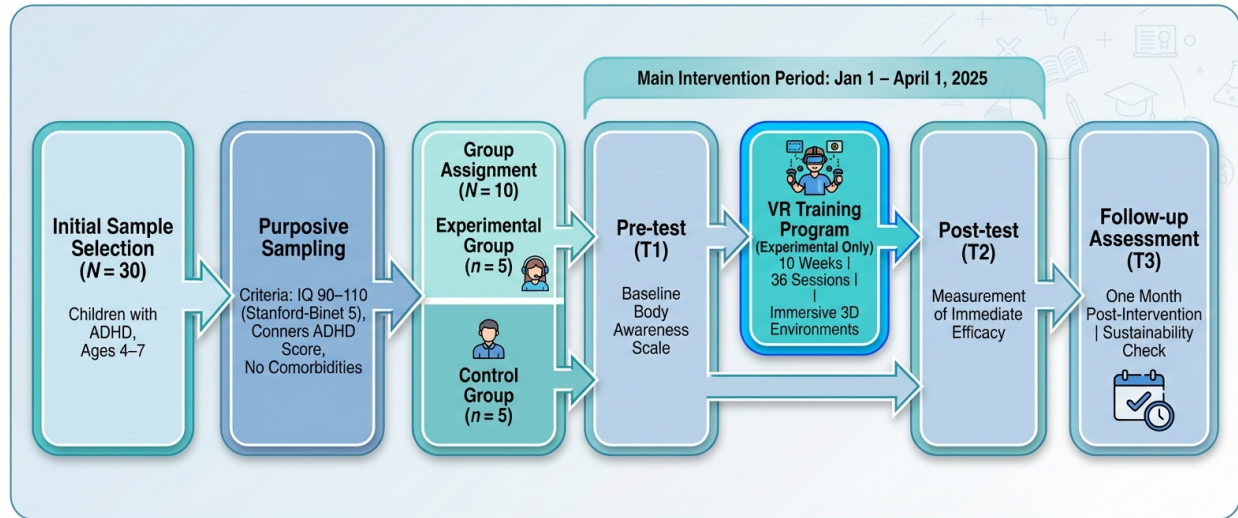 Main Intervention Period: Jan 1 – April 1, 2025
Initial Sample
Selection
(N = 30)
Children with
ADHD,
Ages 4–7
Purposive
Sampling
Criteria: IQ 90–110
(Stanford-Binet 5),
Conners ADHD
Score,
No Comorbidities
Group
Assignment
(N = 10)
Experimental
Group
(n = 5)
Control
Group
(n = 5)
Pre-test
(T1)
Baseline
Body
Awareness
Scale
VR Training
Program
(Experimental Only)
10 Weeks |
36 Sessions |
|
Immersive 3D
Environments
Post-test
(T2)
Measurement
of Immediate
Efficacy
Follow-up
Assessment
(T3)
One Month
Post-Intervention
| Sustainability
Check